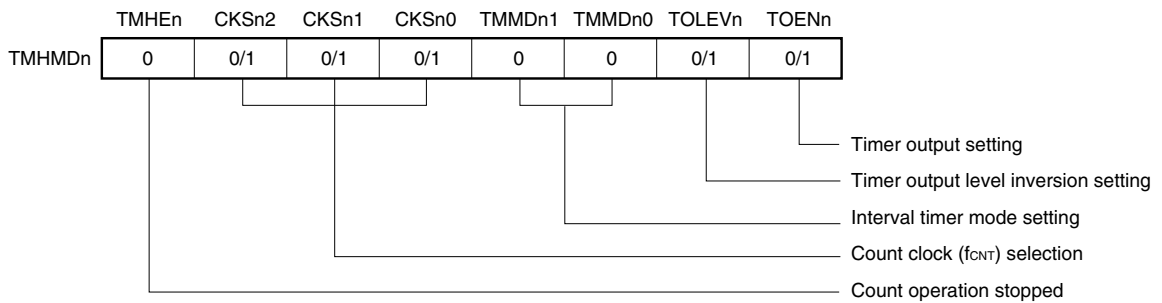 TMHEn CKSn2 CKSn1 CKSn0 TMMDn1 TMMDn0 TOLEVn TOENn
TMHMDn 0 0/1 0/1 0/1 0 0 0/1 0/1
Timer output setting
Timer output level inversion setting
Interval timer mode setting
Count clock (fCNT) selection
Count operation stopped